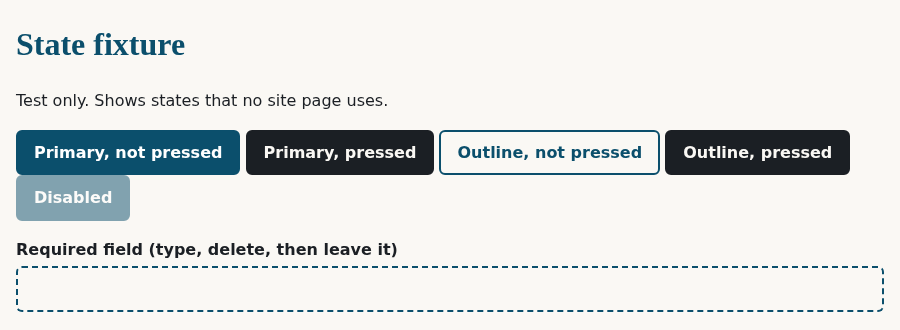 State fixture
Test only. Shows states that no site page uses.
Primary, not pressed Primary, pressed Outline, not pressed Outline, pressed
Disabled
Required field (type, delete, then leave it)